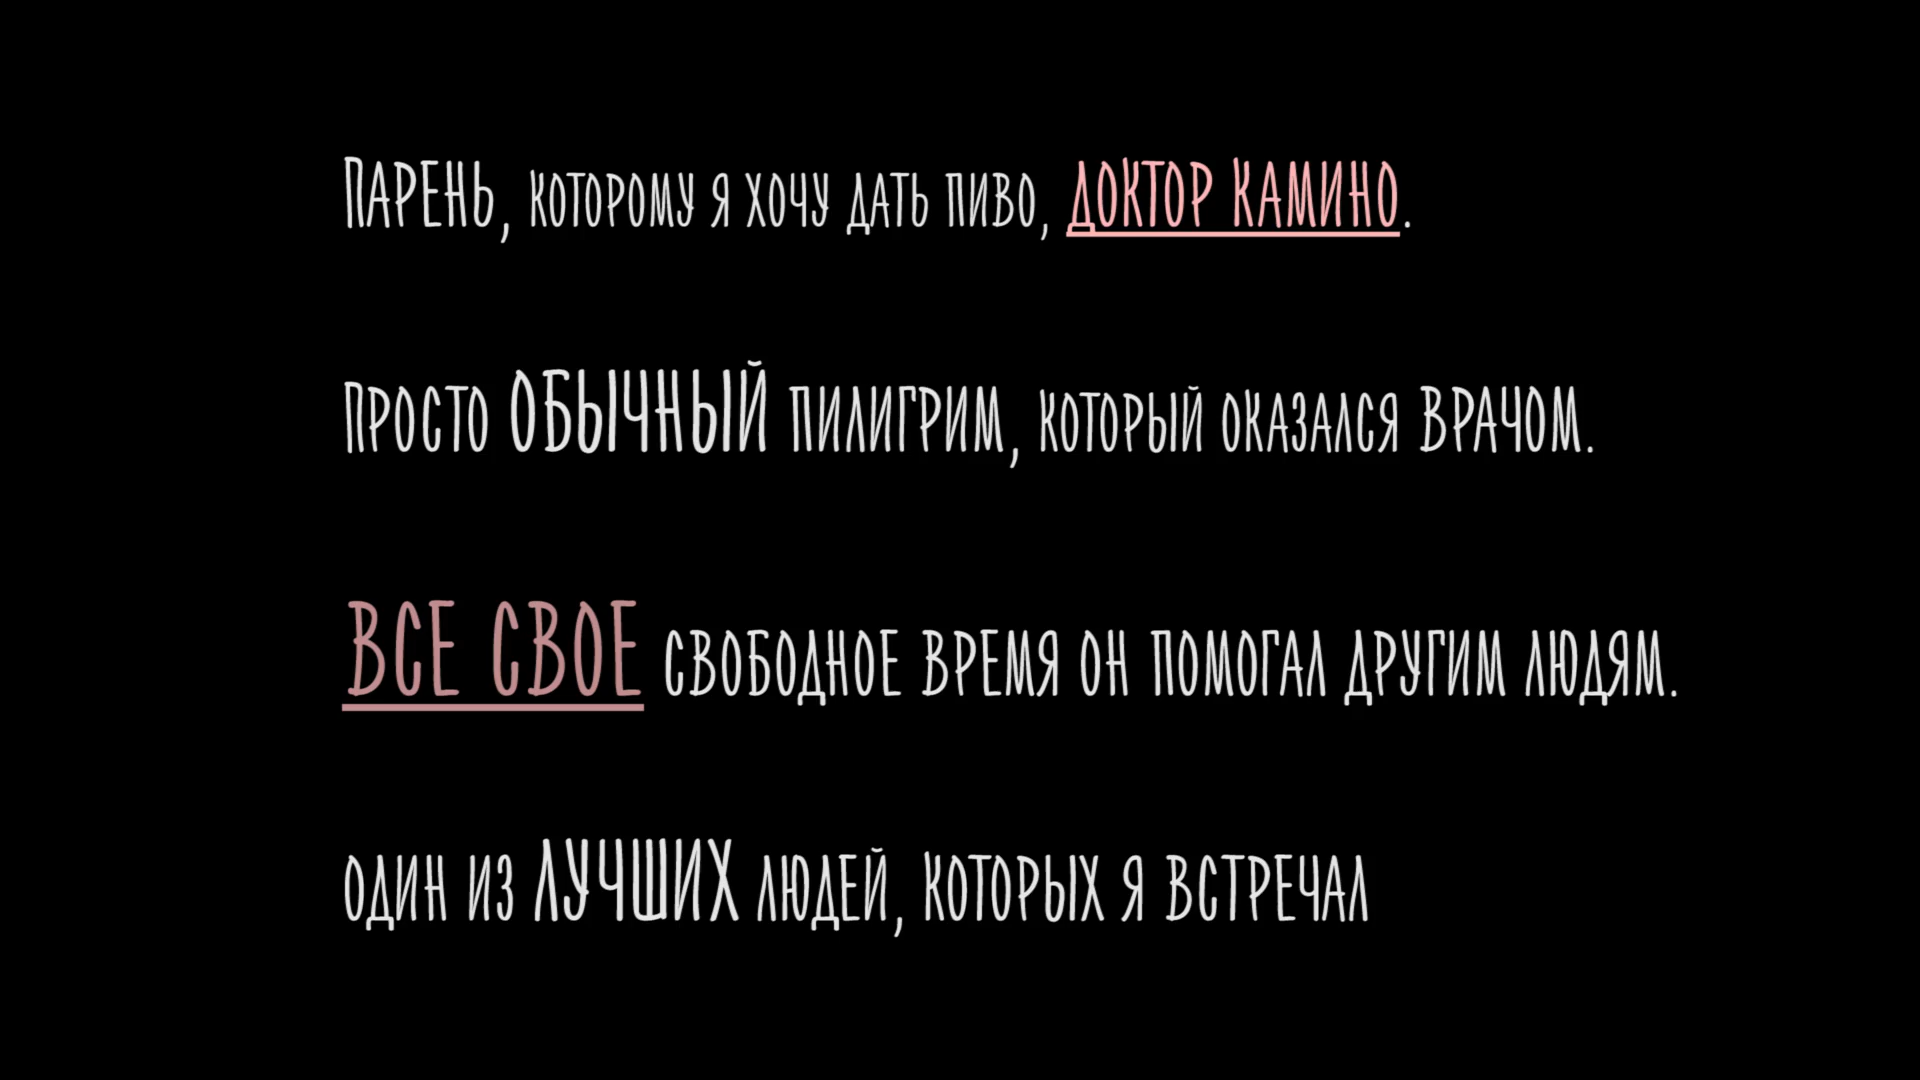 ПАРЕНЬ, КОТОРОМУ Я ХОЧУ ДАТЬ ПИВО, ДОКТОР КАМИНО.
ПРОСТО ОБЫЧНЫЙ ПИЛИГРИМ, КОТОРЫЙ ОКАЗАЛСЯ ВРАЧОМ.
ВСЕ СВОЕ СВОБОДНОЕ ВРЕМЯ ОН ПОМОГАЛ ДРУГИМ ЛЮДЯМ.
ОДИН ИЗ ЛУЧШИХ ЛЮДЕЙ, КОТОРЫХ Я ВСТРЕЧАЛ